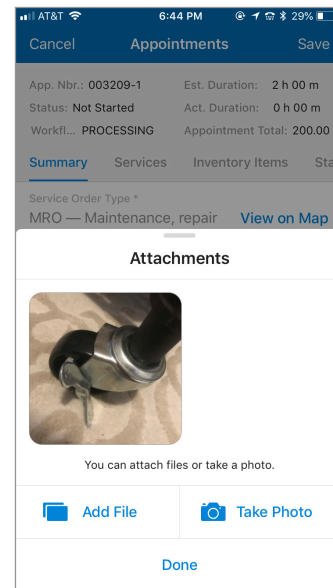 AT&T 6:44 PM 29%
Cancel Appointments Save
App. Nbr.: 003209-1 Est. Duration: 2 h 00 m
Status: Not Started Act. Duration: 0 h 00 m
Workfl... PROCESSING Appointment Total: 200.00
Summary Services Inventory Items Sta
Service Order Type *
MRO — Maintenance, repair View on Map
Attachments
You can attach files or take a photo.
Add File Take Photo
Done